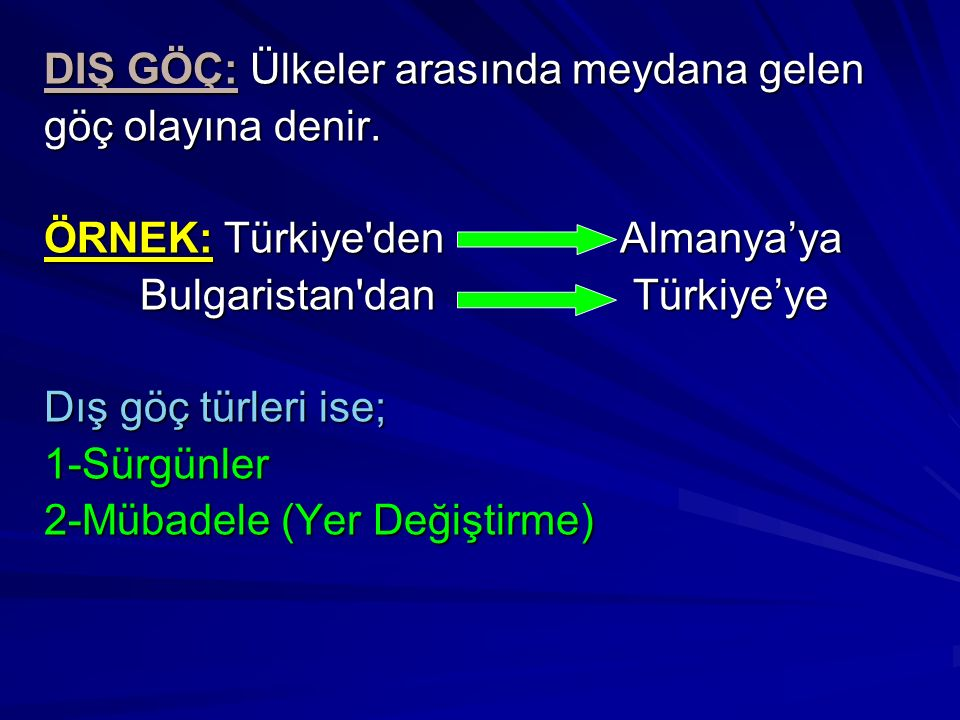 DIŞ GÖÇ: Ülkeler arasında meydana gelen
göç olayına denir.
ÖRNEK: Türkiye'den Almanya’ya
Bulgaristan'dan Türkiye’ye
Dış göç türleri ise;
1-Sürgünler
2-Mübadele (Yer Değiştirme)